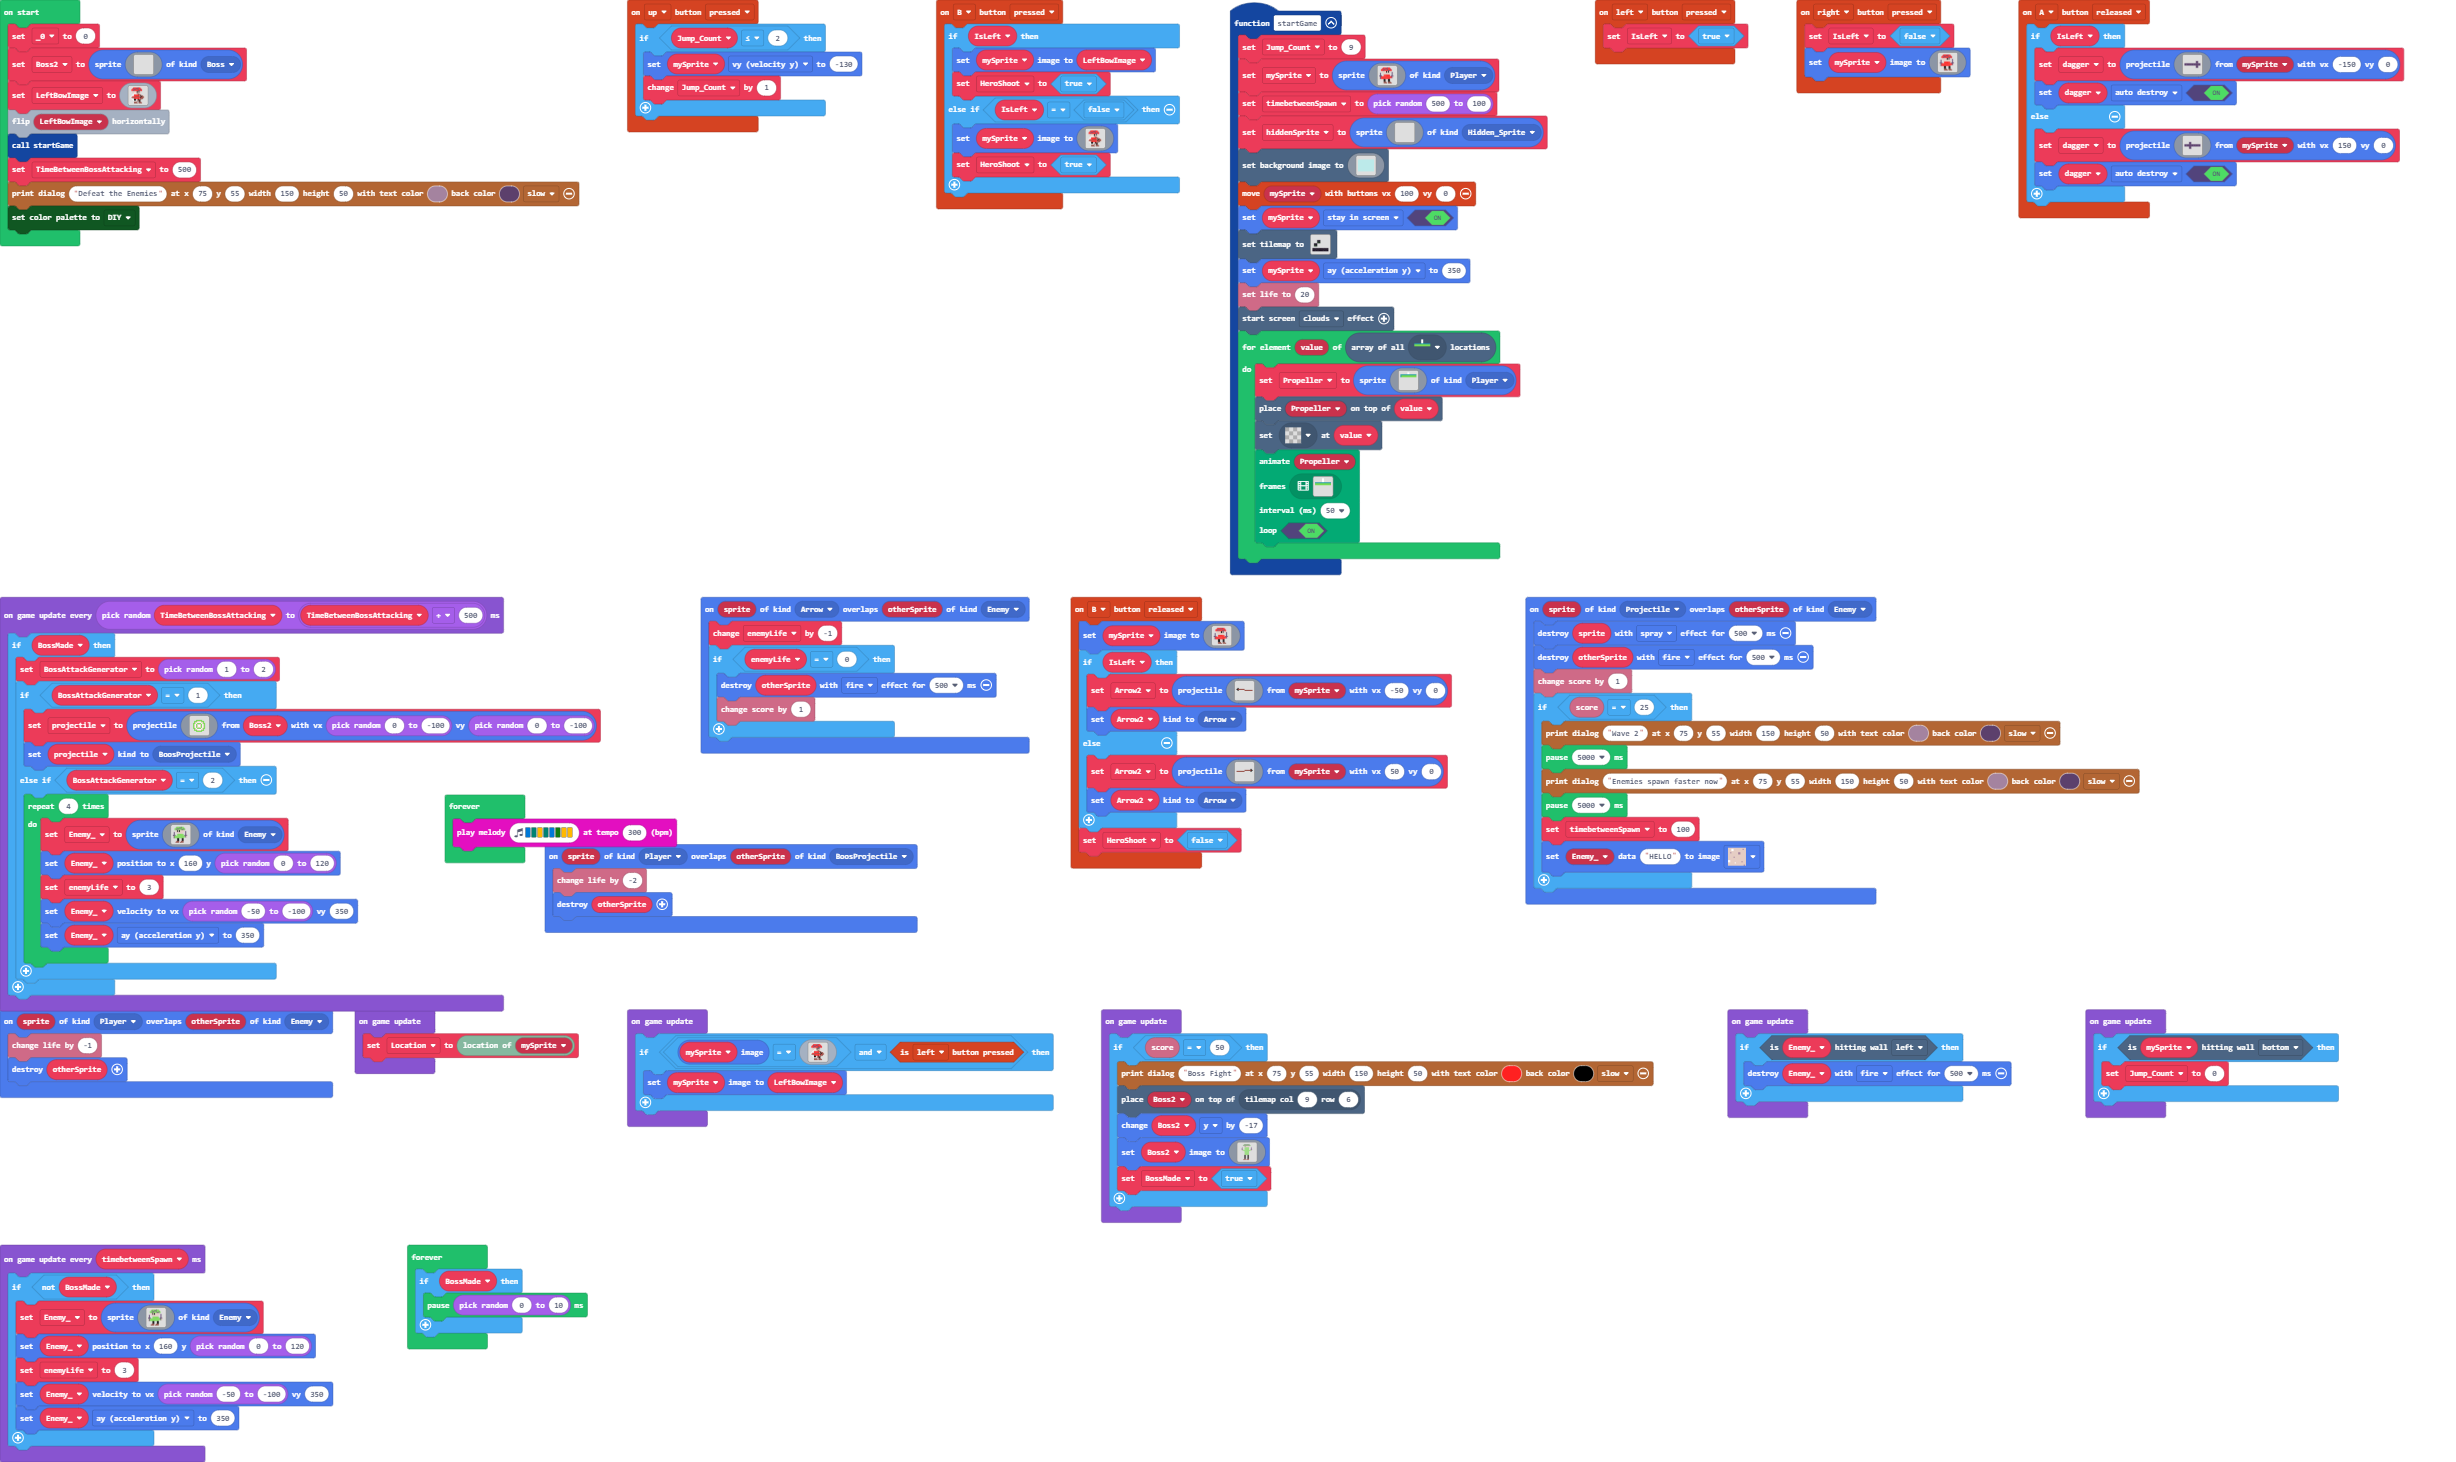 on start
set _0 to 0
set Boss2 to sprite of kind Boss
set LeftBowImage to
flip LeftBowImage horizontally
call startGame
set TimeBetweenBossAttacking to 500
print dialog "Defeat the Enemies" at x 75 y 55 width 150 height 50 with text color back color slow
set color palette to DIY
on up button pressed
if Jump_Count ≤ 2 then
set mySprite vy (velocity y) to -130
change Jump_Count by 1
on B button pressed
if IsLeft then
set mySprite image to LeftBowImage
set HeroShoot to true
else if IsLeft = false then
set mySprite image to
set HeroShoot to true
function startGame
set Jump_Count to 9
set mySprite to sprite of kind Player
set timebetweenSpawn to pick random 500 to 100
set hiddenSprite to sprite of kind Hidden_Sprite
set background image to
move mySprite with buttons vx 100 vy 0
set mySprite stay in screen ON
set tilemap to
set mySprite ay (acceleration y) to 350
set life to 20
start screen clouds effect
for element value of array of all locations
do
set Propeller to sprite of kind Player
place Propeller on top of value
set at value
animate Propeller
frames
interval (ms) 50
loop ON
on left button pressed
set IsLeft to true
on right button pressed
set IsLeft to false
set mySprite image to
on A button released
if IsLeft then
set dagger to projectile from mySprite with vx -150 vy 0
set dagger auto destroy ON
else
set dagger to projectile from mySprite with vx 150 vy 0
set dagger auto destroy ON
on game update every pick random TimeBetweenBossAttacking to TimeBetweenBossAttacking + 500 ms
if BossMade then
set BossAttackGenerator to pick random 1 to 2
if BossAttackGenerator = 1 then
set projectile to projectile from Boss2 with vx pick random 0 to -100 vy pick random 0 to -100
set projectile kind to BoosProjectile
else if BossAttackGenerator = 2 then
repeat 4 times
do
set Enemy_ to sprite of kind Enemy
set Enemy_ position to x 160 y pick random 0 to 120
set enemyLife to 3
set Enemy_ velocity to vx pick random -50 to -100 vy 350
set Enemy_ ay (acceleration y) to 350
forever
play melody at tempo 300 (bpm)
on sprite of kind Player overlaps otherSprite of kind BoosProjectile
change life by -2
destroy otherSprite
on sprite of kind Arrow overlaps otherSprite of kind Enemy
change enemyLife by -1
if enemyLife = 0 then
destroy otherSprite with fire effect for 500 ms
change score by 1
on B button released
set mySprite image to
if IsLeft then
set Arrow2 to projectile from mySprite with vx -50 vy 0
set Arrow2 kind to Arrow
else
set Arrow2 to projectile from mySprite with vx 50 vy 0
set Arrow2 kind to Arrow
set HeroShoot to false
on sprite of kind Projectile overlaps otherSprite of kind Enemy
destroy sprite with spray effect for 500 ms
destroy otherSprite with fire effect for 500 ms
change score by 1
if score = 25 then
print dialog "Wave 2" at x 75 y 55 width 150 height 50 with text color back color slow
pause 5000 ms
print dialog "Enemies spawn faster now" at x 75 y 55 width 150 height 50 with text color back color slow
pause 5000 ms
set timebetweenSpawn to 100
set Enemy_ data "HELLO" to image
on sprite of kind Player overlaps otherSprite of kind Enemy
change life by -1
destroy otherSprite
on game update
set Location to location of mySprite
on game update
if mySprite image = and is left button pressed then
set mySprite image to LeftBowImage
on game update
if score = 50 then
print dialog "Boss Fight" at x 75 y 55 width 150 height 50 with text color back color slow
place Boss2 on top of tilemap col 9 row 6
change Boss2 y by -17
set Boss2 image to
set BossMade to true
on game update
if is Enemy_ hitting wall left then
destroy Enemy_ with fire effect for 500 ms
on game update
if is mySprite hitting wall bottom then
set Jump_Count to 0
on game update every timebetweenSpawn ms
if not BossMade then
set Enemy_ to sprite of kind Enemy
set Enemy_ position to x 160 y pick random 0 to 120
set enemyLife to 3
set Enemy_ velocity to vx pick random -50 to -100 vy 350
set Enemy_ ay (acceleration y) to 350
forever
if BossMade then
pause pick random 0 to 10 ms